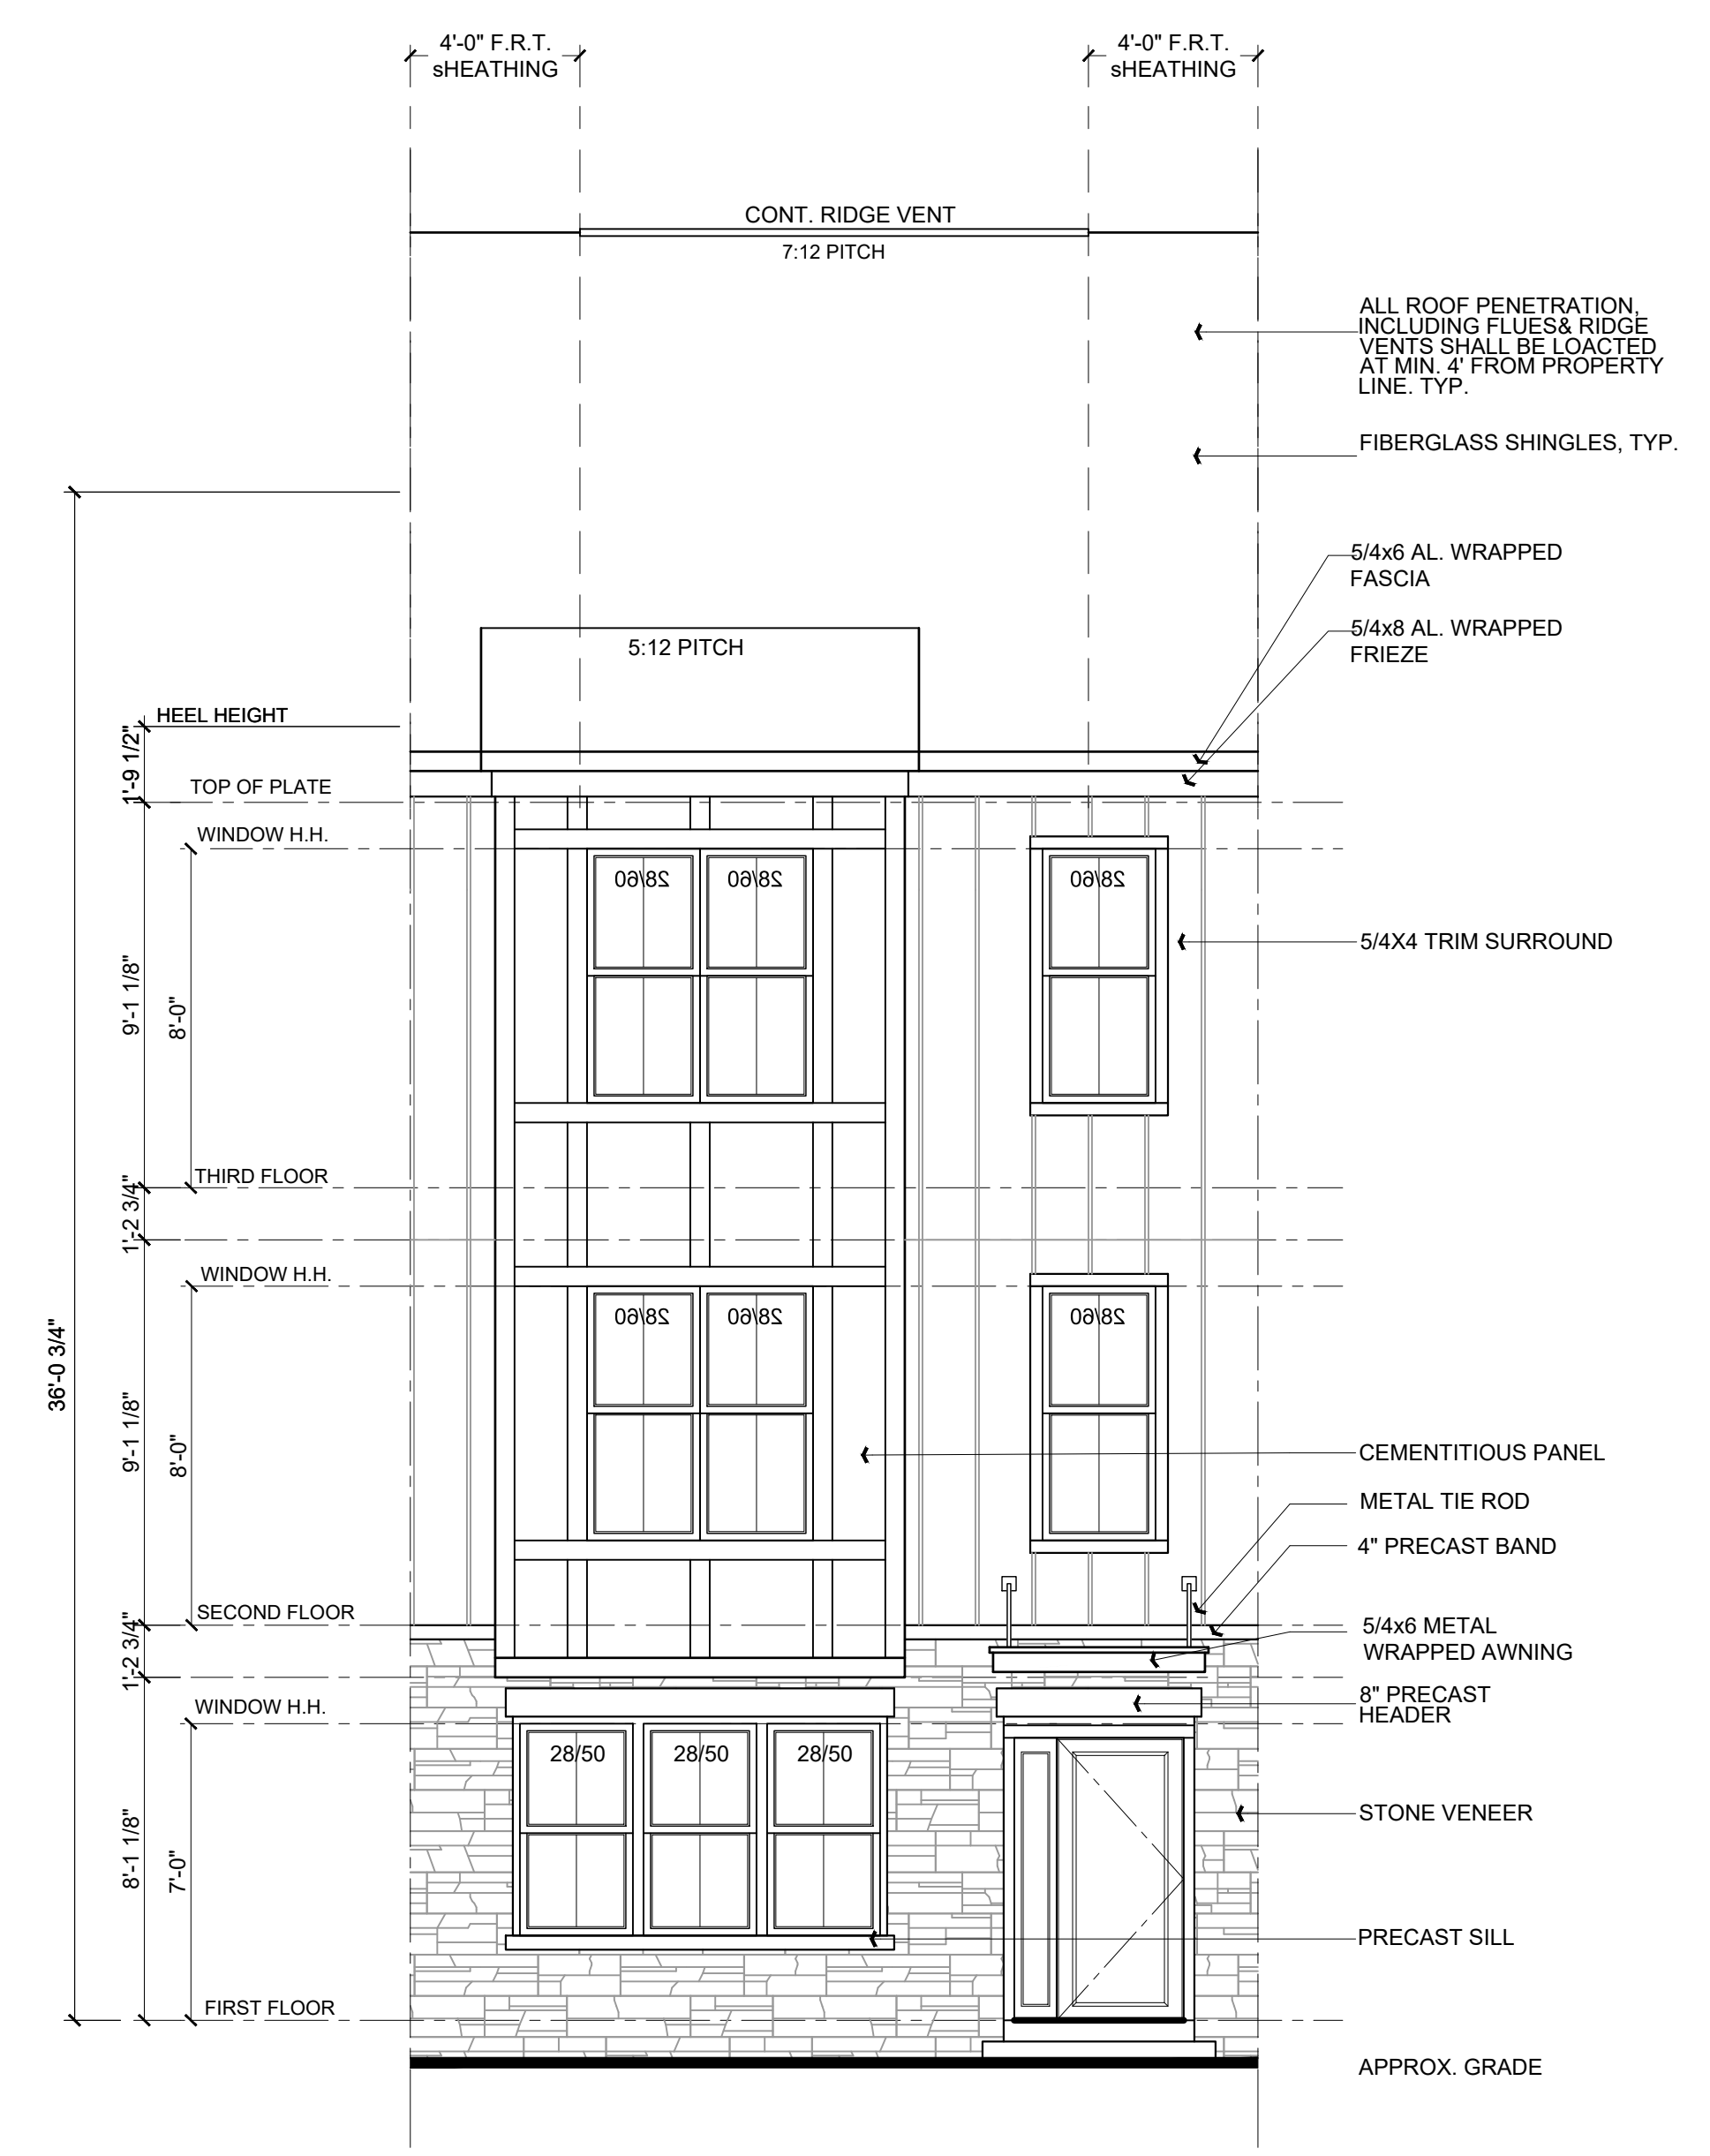 4'-0" F.R.T.
sHEATHING
4'-0" F.R.T.
sHEATHING
CONT. RIDGE VENT
7:12 PITCH
ALL ROOF PENETRATION,
INCLUDING FLUES& RIDGE
VENTS SHALL BE LOACTED
AT MIN. 4' FROM PROPERTY
LINE. TYP.
FIBERGLASS SHINGLES, TYP.
5/4x6 AL. WRAPPED
FASCIA
5/4x8 AL. WRAPPED
FRIEZE
5:12 PITCH
HEEL HEIGHT
1'-9 1/2"
TOP OF PLATE
WINDOW H.H.
28/60
28/60
28/60
5/4X4 TRIM SURROUND
9'-1 1/8"
8'-0"
THIRD FLOOR
1'-2 3/4"
WINDOW H.H.
28/60
28/60
28/60
36'-0 3/4"
9'-1 1/8"
8'-0"
CEMENTITIOUS PANEL
METAL TIE ROD
4" PRECAST BAND
SECOND FLOOR
1'-2 3/4"
5/4x6 METAL
WRAPPED AWNING
WINDOW H.H.
8" PRECAST
HEADER
28/50
28/50
28/50
8'-1 1/8"
7'-0"
STONE VENEER
PRECAST SILL
FIRST FLOOR
APPROX. GRADE